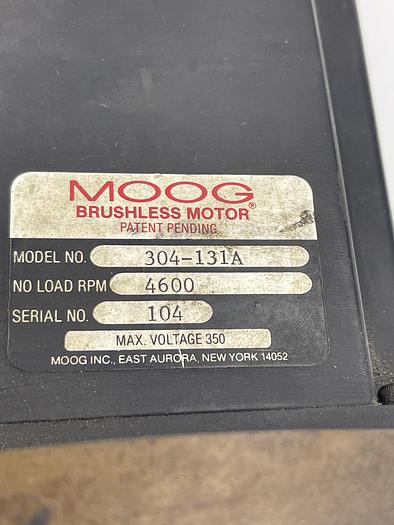 MOOG®
BRUSHLESS MOTOR
PATENT PENDING
MODEL NO. 304-131A
NO LOAD RPM 4600
SERIAL NO. 104
MAX. VOLTAGE 350
MOOG INC., EAST AURORA, NEW YORK 14052